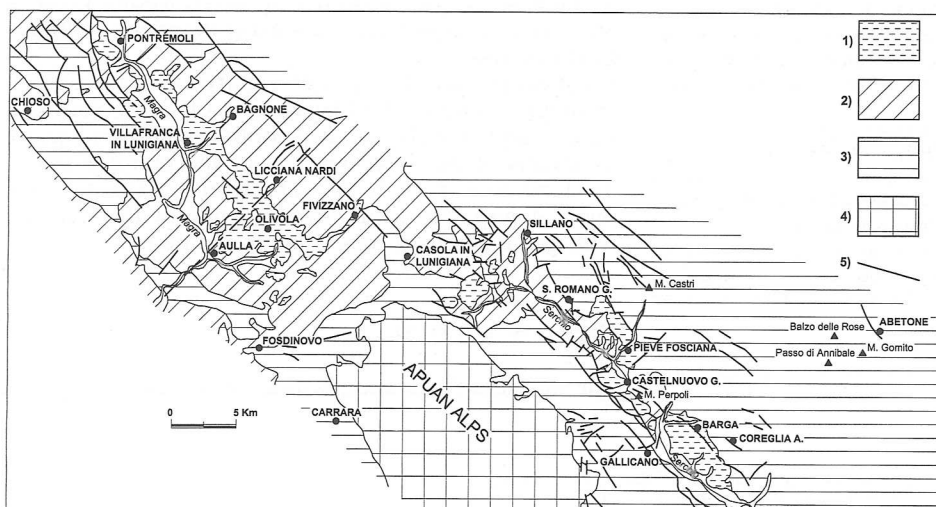 PONTREMOLI
1)
CHIOSO
Magra
BAGNONE
2)
VILLAFRANCA
IN LUNIGIANA
3)
LICCIANA NARDI
FIVIZZANO
4)
Magra
OLIVOLA
SILLANO
AULLA
CASOLA IN
LUNIGIANA
5)
S. ROMANO G.
M. Castri
Serchio
ABETONE
Balzo delle Rose
FOSDINOVO
PIEVE FOSCIANA
M. Gomito
Passo di Annibale
APUAN ALPS
CASTELNUOVO G.
M. Perpoli
0 5 Km
CARRARA
BARGA
COREGLIA A.
GALLICANO
Serchio